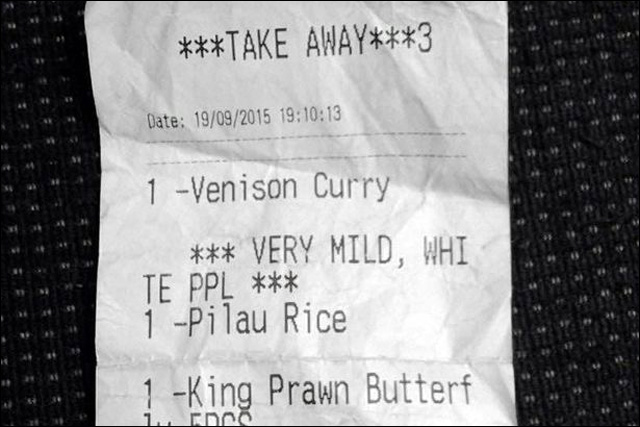 ***TAKE AWAY***3
Date: 19/09/2015 19:10:13
1 -Venison Curry
*** VERY MILD, WHI
TE PPL ***
1 -Pilau Rice
1 -King Prawn Butterf
ly